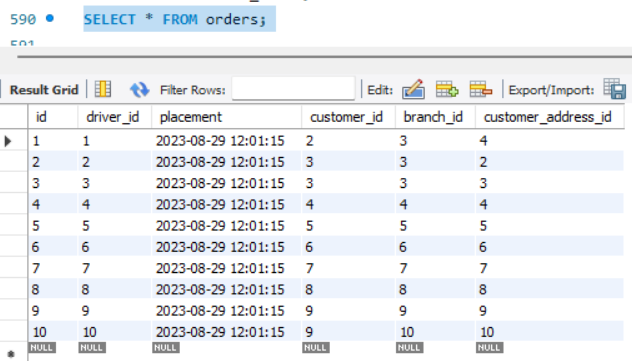 590 SELECT * FROM orders;
591
Result Grid Filter Rows: Edit: Export/Import:
id driver_id placement customer_id branch_id customer_address_id
1 1 2023-08-29 12:01:15 2 3 4
2 2 2023-08-29 12:01:15 3 3 2
3 3 2023-08-29 12:01:15 3 3 3
4 4 2023-08-29 12:01:15 4 4 4
5 5 2023-08-29 12:01:15 5 5 5
6 6 2023-08-29 12:01:15 6 6 6
7 7 2023-08-29 12:01:15 7 7 7
8 8 2023-08-29 12:01:15 8 8 8
9 9 2023-08-29 12:01:15 9 9 9
10 10 2023-08-29 12:01:15 9 10 10
NULL NULL NULL NULL NULL NULL